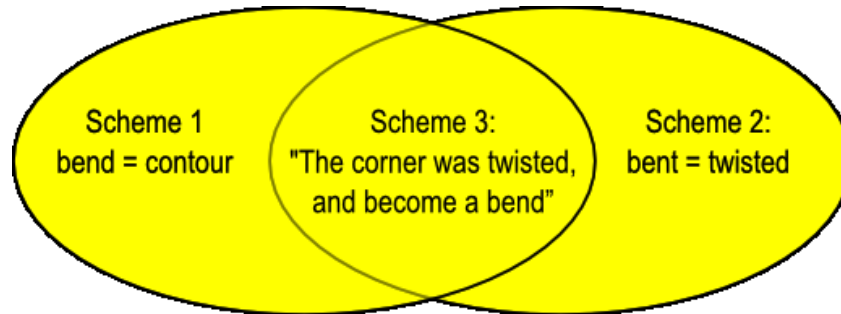 Scheme 1
bend = contour
Scheme 3:
"The corner was twisted,
and become a bend”
Scheme 2:
bent = twisted